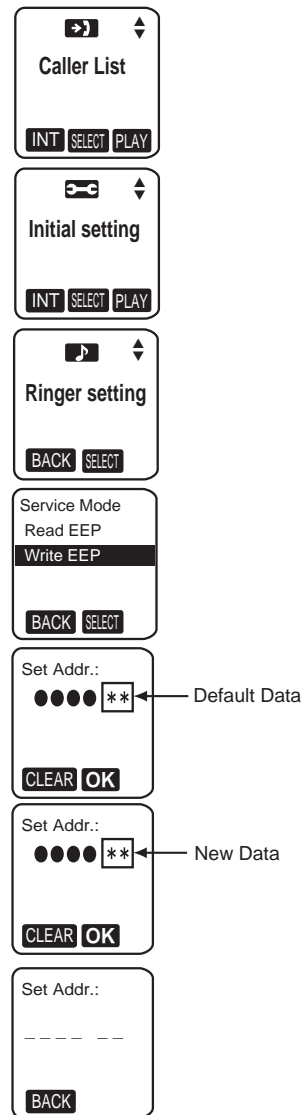 Caller List
INT SELECT PLAY
Initial setting
INT SELECT PLAY
Ringer setting
BACK SELECT
Service Mode
Read EEP
Write EEP
BACK SELECT
Set Addr.:
●●●● ** Default Data
CLEAR OK
Set Addr.:
●●●● ** New Data
CLEAR OK
Set Addr.:
_ _ _ _ _ _
BACK